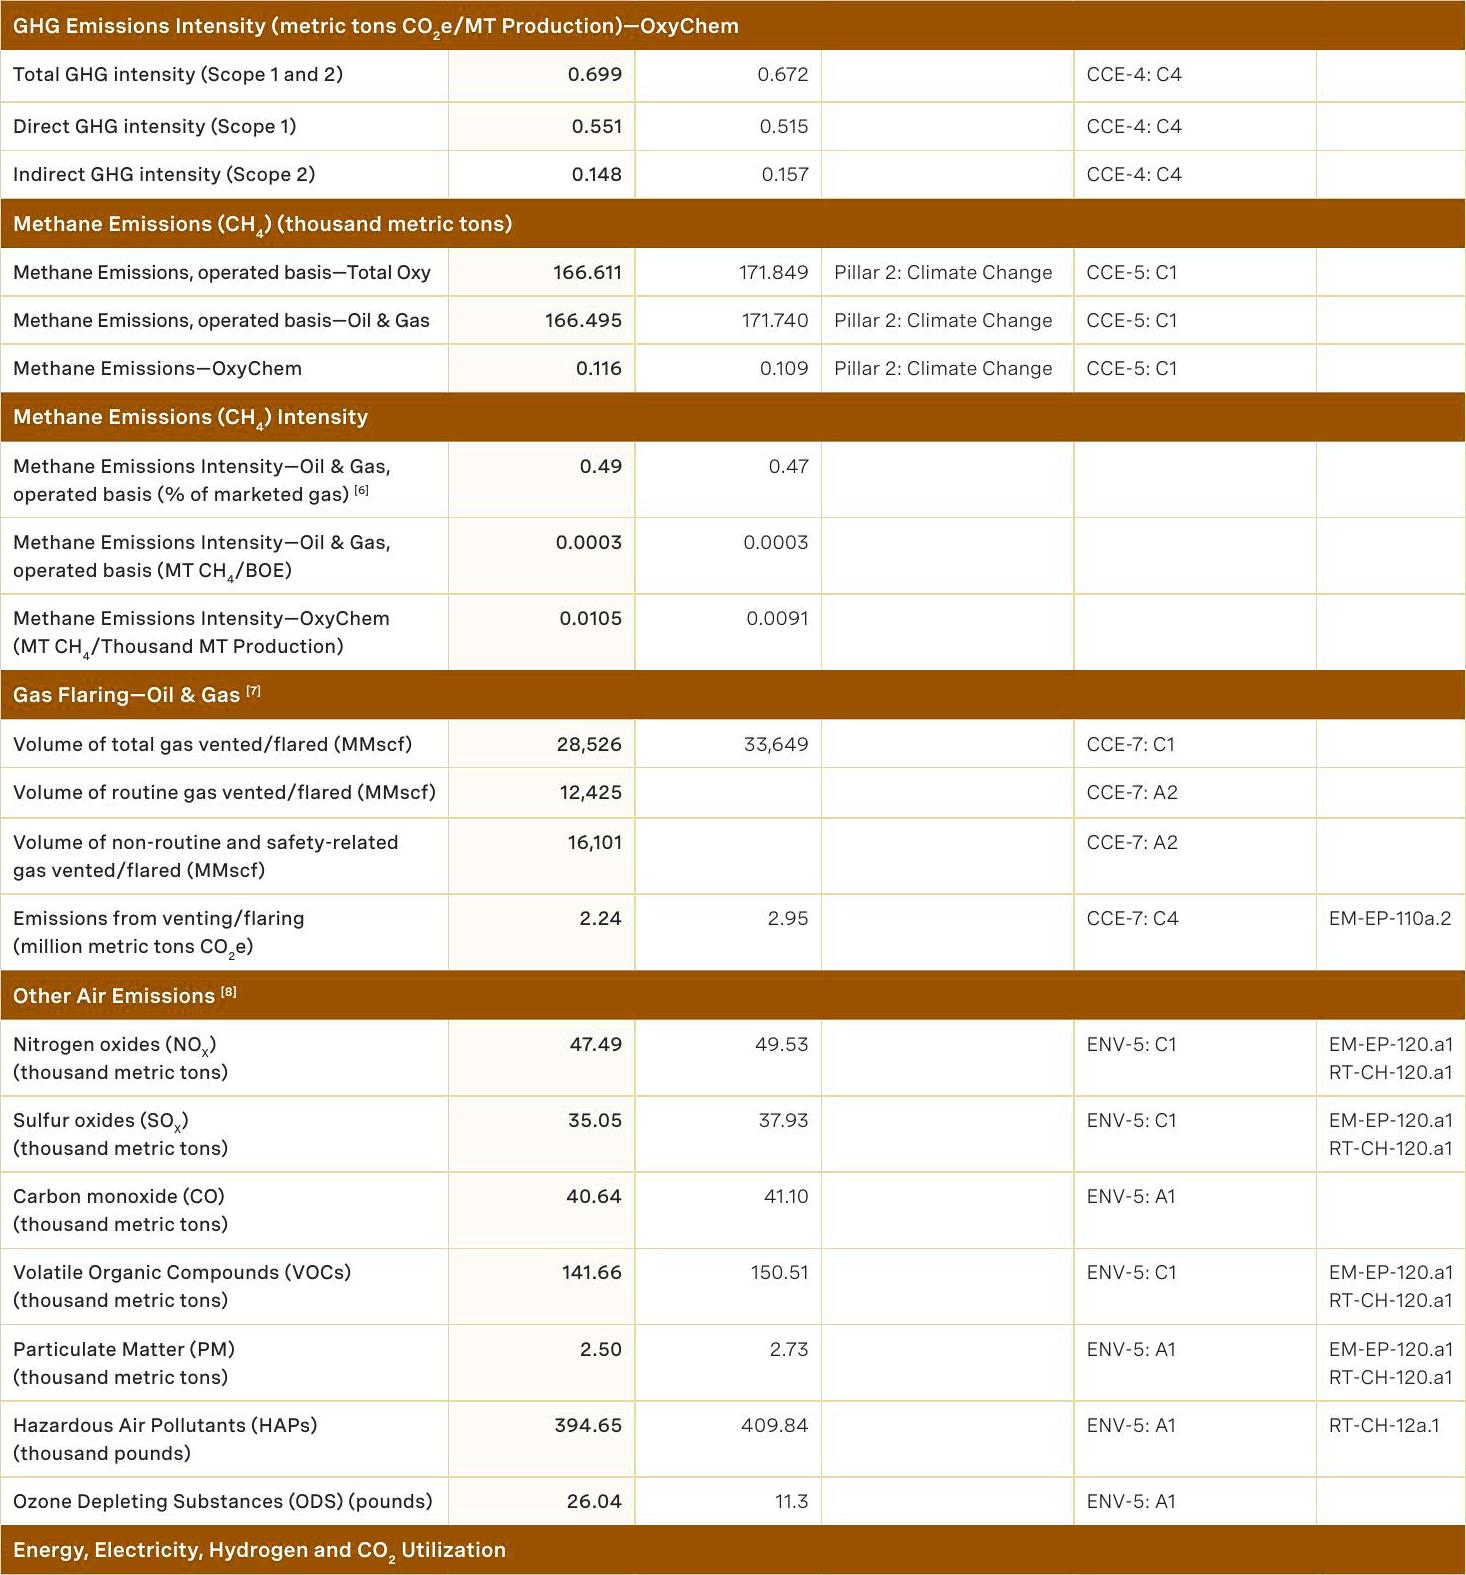 GHG Emissions Intensity (metric tons CO₂e/MT Production)—OxyChem
Total GHG intensity (Scope 1 and 2) 0.699 0.672 CCE-4: C4
Direct GHG intensity (Scope 1) 0.551 0.515 CCE-4: C4
Indirect GHG intensity (Scope 2) 0.148 0.157 CCE-4: C4
Methane Emissions (CH₄) (thousand metric tons)
Methane Emissions, operated basis—Total Oxy 166.611 171.849 Pillar 2: Climate Change CCE-5: C1
Methane Emissions, operated basis—Oil & Gas 166.495 171.740 Pillar 2: Climate Change CCE-5: C1
Methane Emissions—OxyChem 0.116 0.109 Pillar 2: Climate Change CCE-5: C1
Methane Emissions (CH₄) Intensity
Methane Emissions Intensity—Oil & Gas, 0.49 0.47
operated basis (% of marketed gas) [6]
Methane Emissions Intensity—Oil & Gas, 0.0003 0.0003
operated basis (MT CH₄/BOE)
Methane Emissions Intensity—OxyChem 0.0105 0.0091
(MT CH₄/Thousand MT Production)
Gas Flaring—Oil & Gas [7]
Volume of total gas vented/flared (MMscf) 28,526 33,649 CCE-7: C1
Volume of routine gas vented/flared (MMscf) 12,425 CCE-7: A2
Volume of non-routine and safety-related 16,101 CCE-7: A2
gas vented/flared (MMscf)
Emissions from venting/flaring 2.24 2.95 CCE-7: C4 EM-EP-110a.2
(million metric tons CO₂e)
Other Air Emissions [8]
Nitrogen oxides (NOₓ) 47.49 49.53 ENV-5: C1 EM-EP-120.a1
(thousand metric tons) RT-CH-120.a1
Sulfur oxides (SOₓ) 35.05 37.93 ENV-5: C1 EM-EP-120.a1
(thousand metric tons) RT-CH-120.a1
Carbon monoxide (CO) 40.64 41.10 ENV-5: A1
(thousand metric tons)
Volatile Organic Compounds (VOCs) 141.66 150.51 ENV-5: C1 EM-EP-120.a1
(thousand metric tons) RT-CH-120.a1
Particulate Matter (PM) 2.50 2.73 ENV-5: A1 EM-EP-120.a1
(thousand metric tons) RT-CH-120.a1
Hazardous Air Pollutants (HAPs) 394.65 409.84 ENV-5: A1 RT-CH-12a.1
(thousand pounds)
Ozone Depleting Substances (ODS) (pounds) 26.04 11.3 ENV-5: A1
Energy, Electricity, Hydrogen and CO₂ Utilization